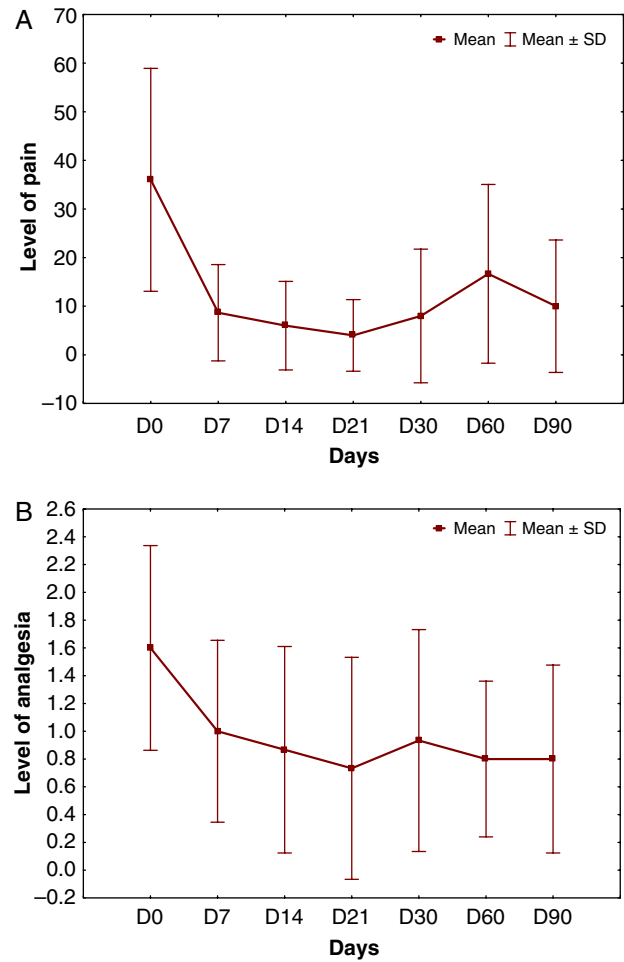 A
70
60
50
40
30
20
10
0
−10
Level of pain
Mean Mean ± SD
D0 D7 D14 D21 D30 D60 D90
Days
B
2.6
2.4
2.2
2.0
1.8
1.6
1.4
1.2
1.0
0.8
0.6
0.4
0.2
0.0
−0.2
Level of analgesia
Mean Mean ± SD
D0 D7 D14 D21 D30 D60 D90
Days